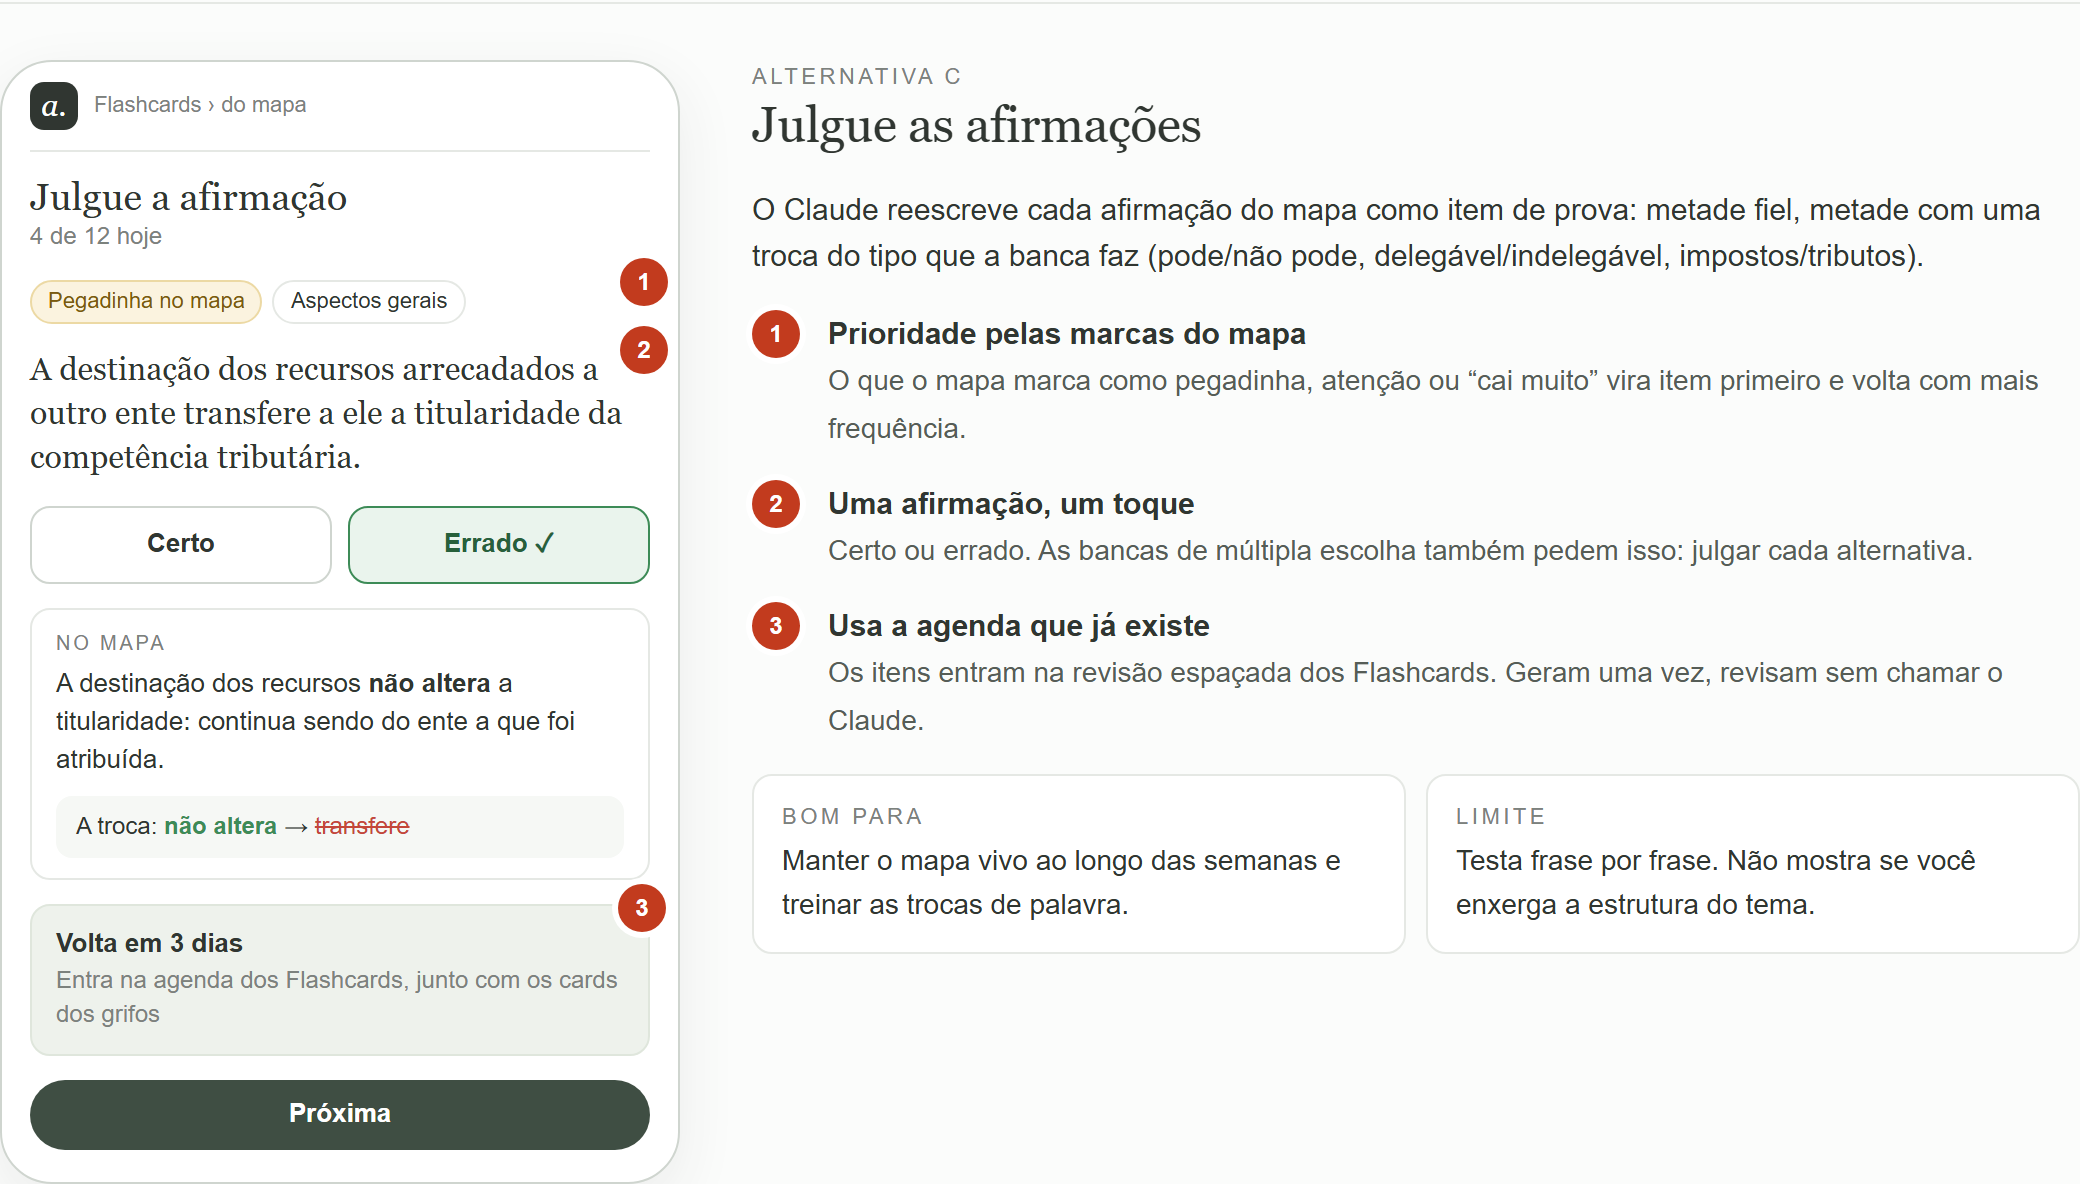 a.
Flashcards › do mapa
Julgue a afirmação
4 de 12 hoje
1
Pegadinha no mapa
Aspectos gerais
2
A destinação dos recursos arrecadados a
outro ente transfere a ele a titularidade da
competência tributária.
Certo
Errado ✓
NO MAPA
A destinação dos recursos não altera a
titularidade: continua sendo do ente a que foi
atribuída.
A troca: não altera → transfere
3
Volta em 3 dias
Entra na agenda dos Flashcards, junto com os cards
dos grifos
Próxima
ALTERNATIVA C
Julgue as afirmações
O Claude reescreve cada afirmação do mapa como item de prova: metade fiel, metade com uma
troca do tipo que a banca faz (pode/não pode, delegável/indelegável, impostos/tributos).
1
Prioridade pelas marcas do mapa
O que o mapa marca como pegadinha, atenção ou “cai muito” vira item primeiro e volta com mais
frequência.
2
Uma afirmação, um toque
Certo ou errado. As bancas de múltipla escolha também pedem isso: julgar cada alternativa.
3
Usa a agenda que já existe
Os itens entram na revisão espaçada dos Flashcards. Geram uma vez, revisam sem chamar o
Claude.
BOM PARA
Manter o mapa vivo ao longo das semanas e
treinar as trocas de palavra.
LIMITE
Testa frase por frase. Não mostra se você
enxerga a estrutura do tema.